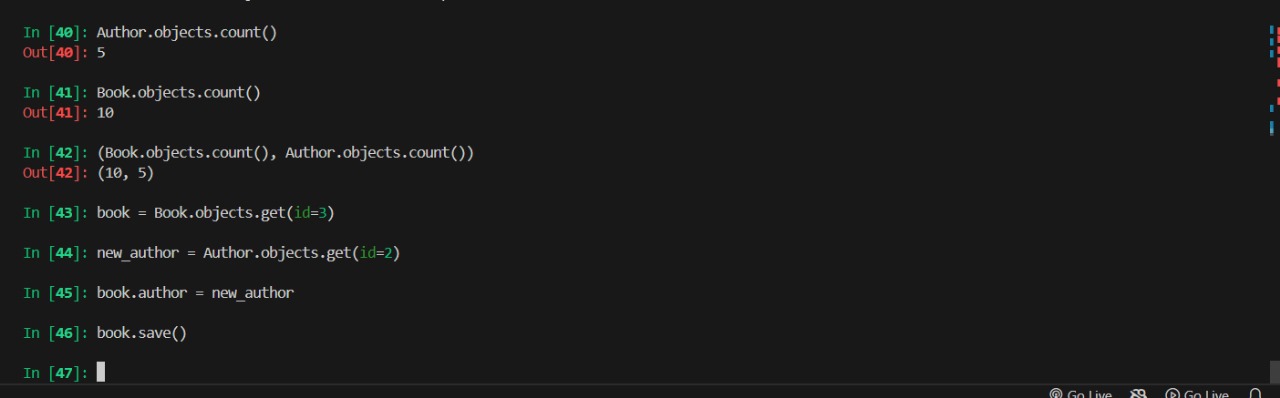 In [40]: Author.objects.count()
Out[40]: 5
In [41]: Book.objects.count()
Out[41]: 10
In [42]: (Book.objects.count(), Author.objects.count())
Out[42]: (10, 5)
In [43]: book = Book.objects.get(id=3)
In [44]: new_author = Author.objects.get(id=2)
In [45]: book.author = new_author
In [46]: book.save()
In [47]:
Go Live Go Live